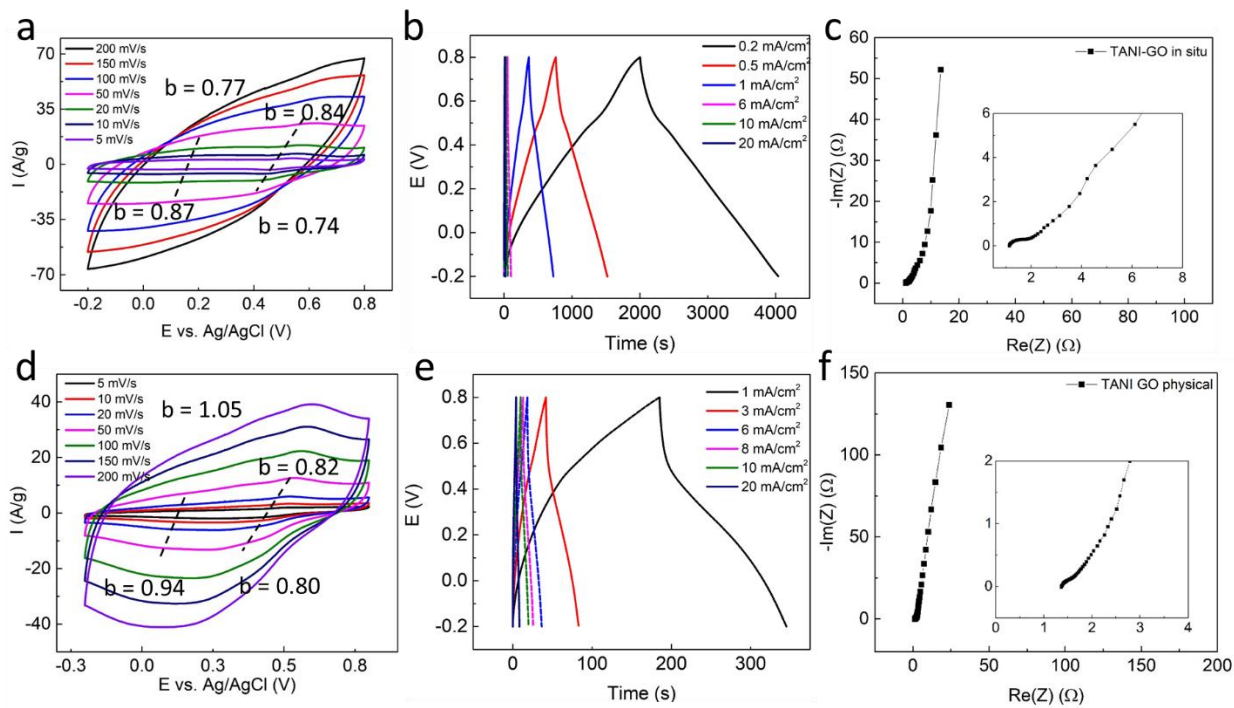 a
200 mV/s
150 mV/s
100 mV/s
50 mV/s
20 mV/s
10 mV/s
5 mV/s
b = 0.77
b = 0.84
b = 0.87
b = 0.74
70
35
0
-35
-70
I (A/g)
-0.2 0.0 0.2 0.4 0.6 0.8
E vs. Ag/AgCl (V)
b
0.2 mA/cm²
0.5 mA/cm²
1 mA/cm²
6 mA/cm²
10 mA/cm²
20 mA/cm²
0.8
0.6
0.4
0.2
0.0
-0.2
E (V)
0 1000 2000 3000 4000
Time (s)
c
TANI-GO in situ
60
50
40
30
20
10
0
-Im(Z) (Ω)
6
4
2
0
2 4 6 8
0 20 40 60 80 100
Re(Z) (Ω)
d
5 mV/s
10 mV/s
20 mV/s
50 mV/s
100 mV/s
150 mV/s
200 mV/s
b = 1.05
b = 0.82
b = 0.94
b = 0.80
40
20
0
-20
-40
I (A/g)
-0.3 0.0 0.3 0.6
E vs. Ag/AgCl (V)
e
1 mA/cm²
3 mA/cm²
6 mA/cm²
8 mA/cm²
10 mA/cm²
20 mA/cm²
0.8
0.6
0.4
0.2
0.0
-0.2
E (V)
0 100 200 300
Time (s)
f
TANI GO physical
150
100
50
0
-Im(Z) (Ω)
2
1
0
0 1 2 3 4
0 25 50 75 100 125 150 175 200
Re(Z) (Ω)